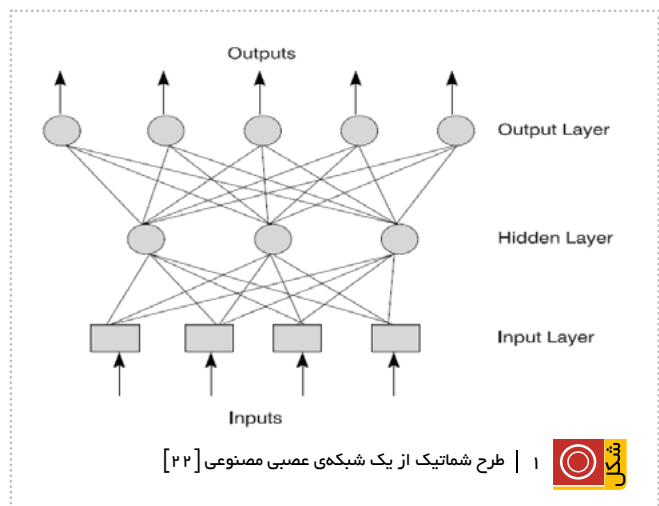 Outputs
Output Layer
Hidden Layer
Input Layer
Inputs
شکل ۱ | طرح شماتیک از یک شبکه‌ی عصبی مصنوعی [۲۲]